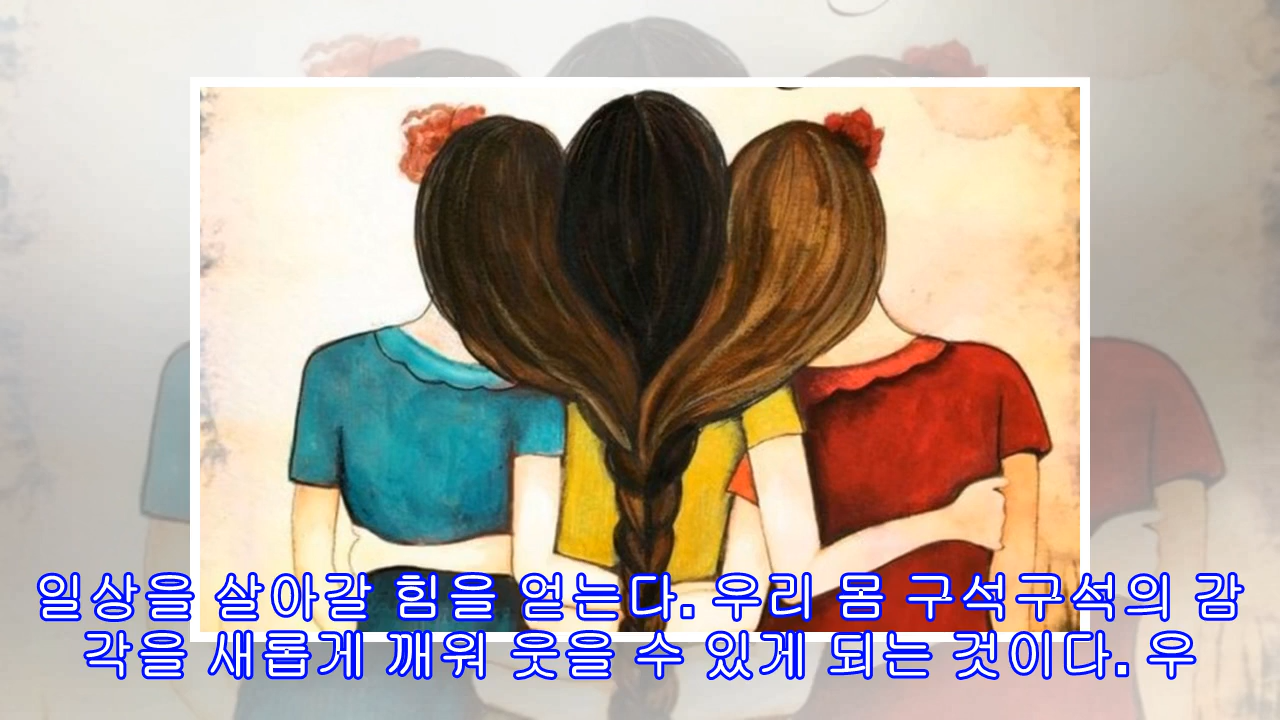 일상을 살아갈 힘을 얻는다. 우리 몸 구석구석의 감
각을 새롭게 깨워 웃을 수 있게 되는 것이다. 우